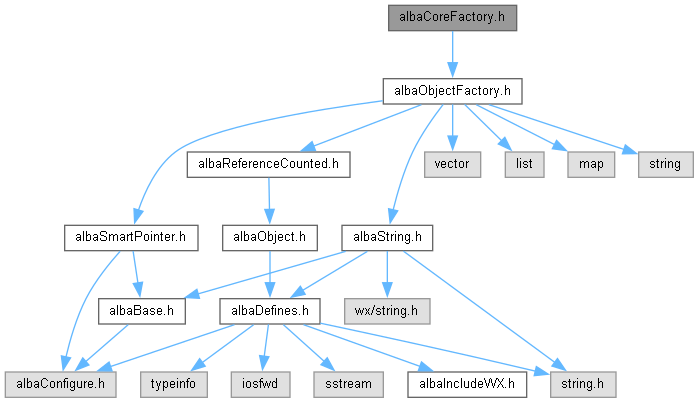 albaCoreFactory.h
albaObjectFactory.h
albaReferenceCounted.h
vector
list
map
string
albaSmartPointer.h
albaObject.h
albaString.h
albaBase.h
albaDefines.h
wx/string.h
albaConfigure.h
typeinfo
iosfwd
sstream
albaIncludeWX.h
string.h